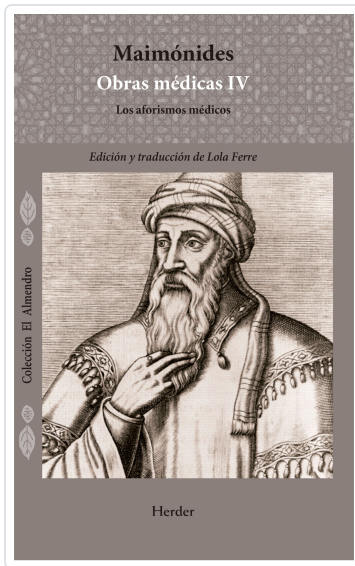 Maimónides
Obras médicas IV
Los aforismos médicos
Edición y traducción de Lola Ferre
Colección El Almendro
Herder